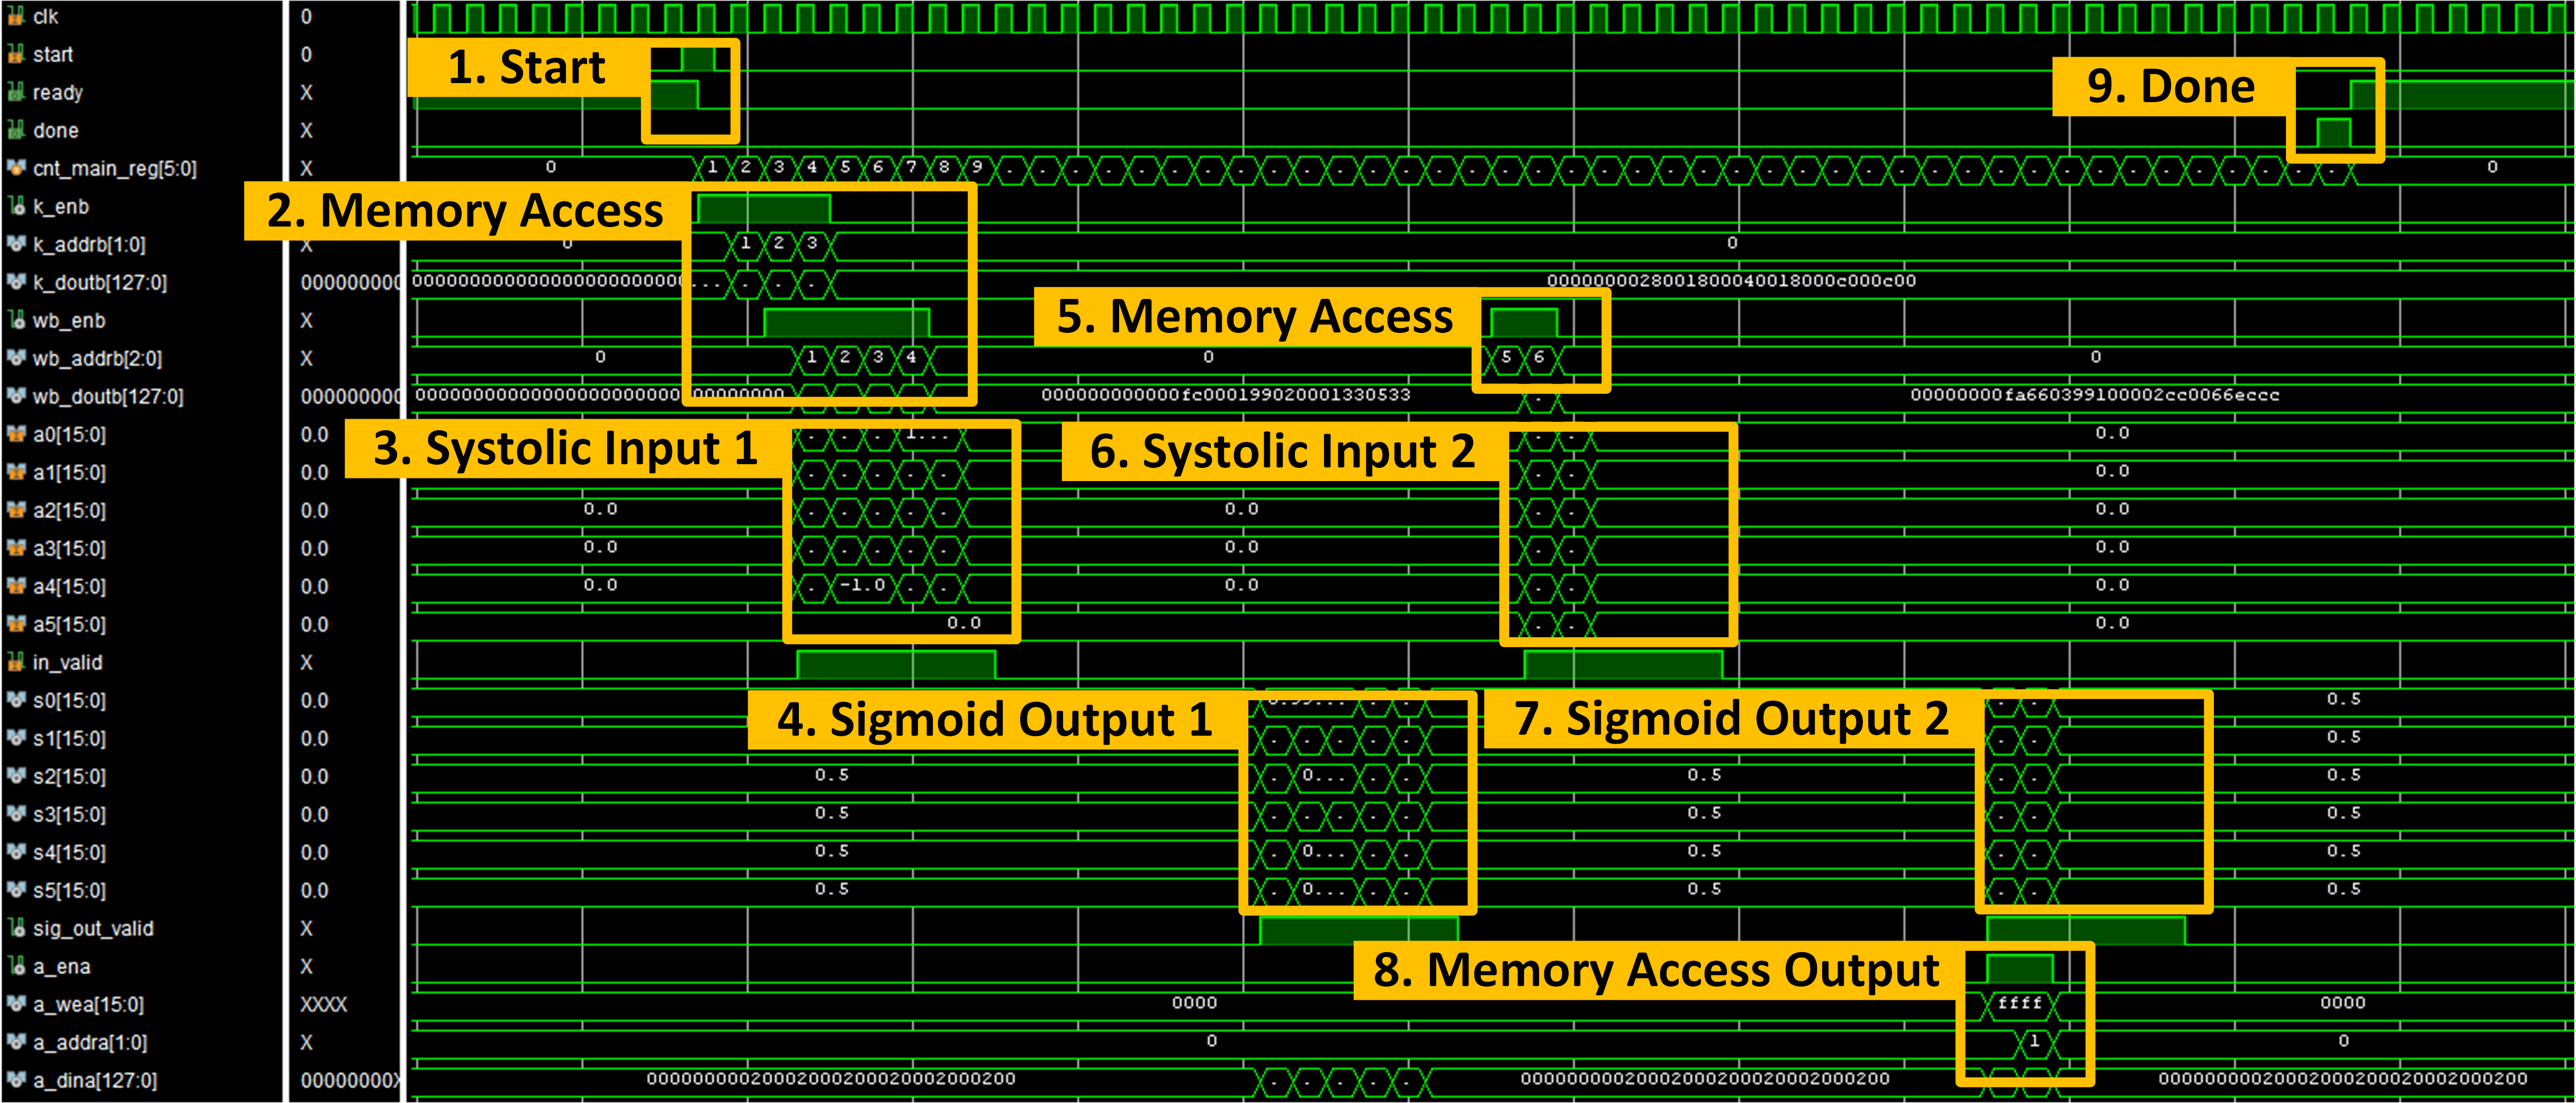 clk 0
start 0
1. Start
ready X
9. Done
done X
cnt_main_reg[5:0] X 0 1 2 3 4 5 6 7 8 9 0
k_enb
2. Memory Access
k_addrb[1:0] X 0 1 2 3 0
k_doutb[127:0] 000000000 ... 0000000028001800040018000c000c00
wb_enb X
5. Memory Access
wb_addrb[2:0] X 0 1 2 3 4 0 5 6 0
wb_doutb[127:0] 000000000 000000000000fc000199020001330533 00000000fa660399100002cc0066eccc
a0[15:0] 0.0 1... 0.0
3. Systolic Input 1
6. Systolic Input 2
a1[15:0] 0.0 0.0
a2[15:0] 0.0 0.0 0.0 0.0
a3[15:0] 0.0 0.0 0.0 0.0
a4[15:0] 0.0 0.0 -1.0 0.0 0.0
a5[15:0] 0.0 0.0 0.0
in_valid X
s0[15:0] 0.0 0.5
4. Sigmoid Output 1
7. Sigmoid Output 2
s1[15:0] 0.0 0.5
s2[15:0] 0.0 0.5 0... 0.5 0.5
s3[15:0] 0.0 0.5 0.5 0.5
s4[15:0] 0.0 0.5 0... 0.5 0.5
s5[15:0] 0.0 0.5 0... 0.5 0.5
sig_out_valid X
a_ena X
8. Memory Access Output
a_wea[15:0] XXXX 0000 ffff 0000
a_addra[1:0] X 0 1 0
a_dina[127:0] 00000000X 00000000020002000200020002000200 00000000020002000200020002000200 00000000020002000200020002000200